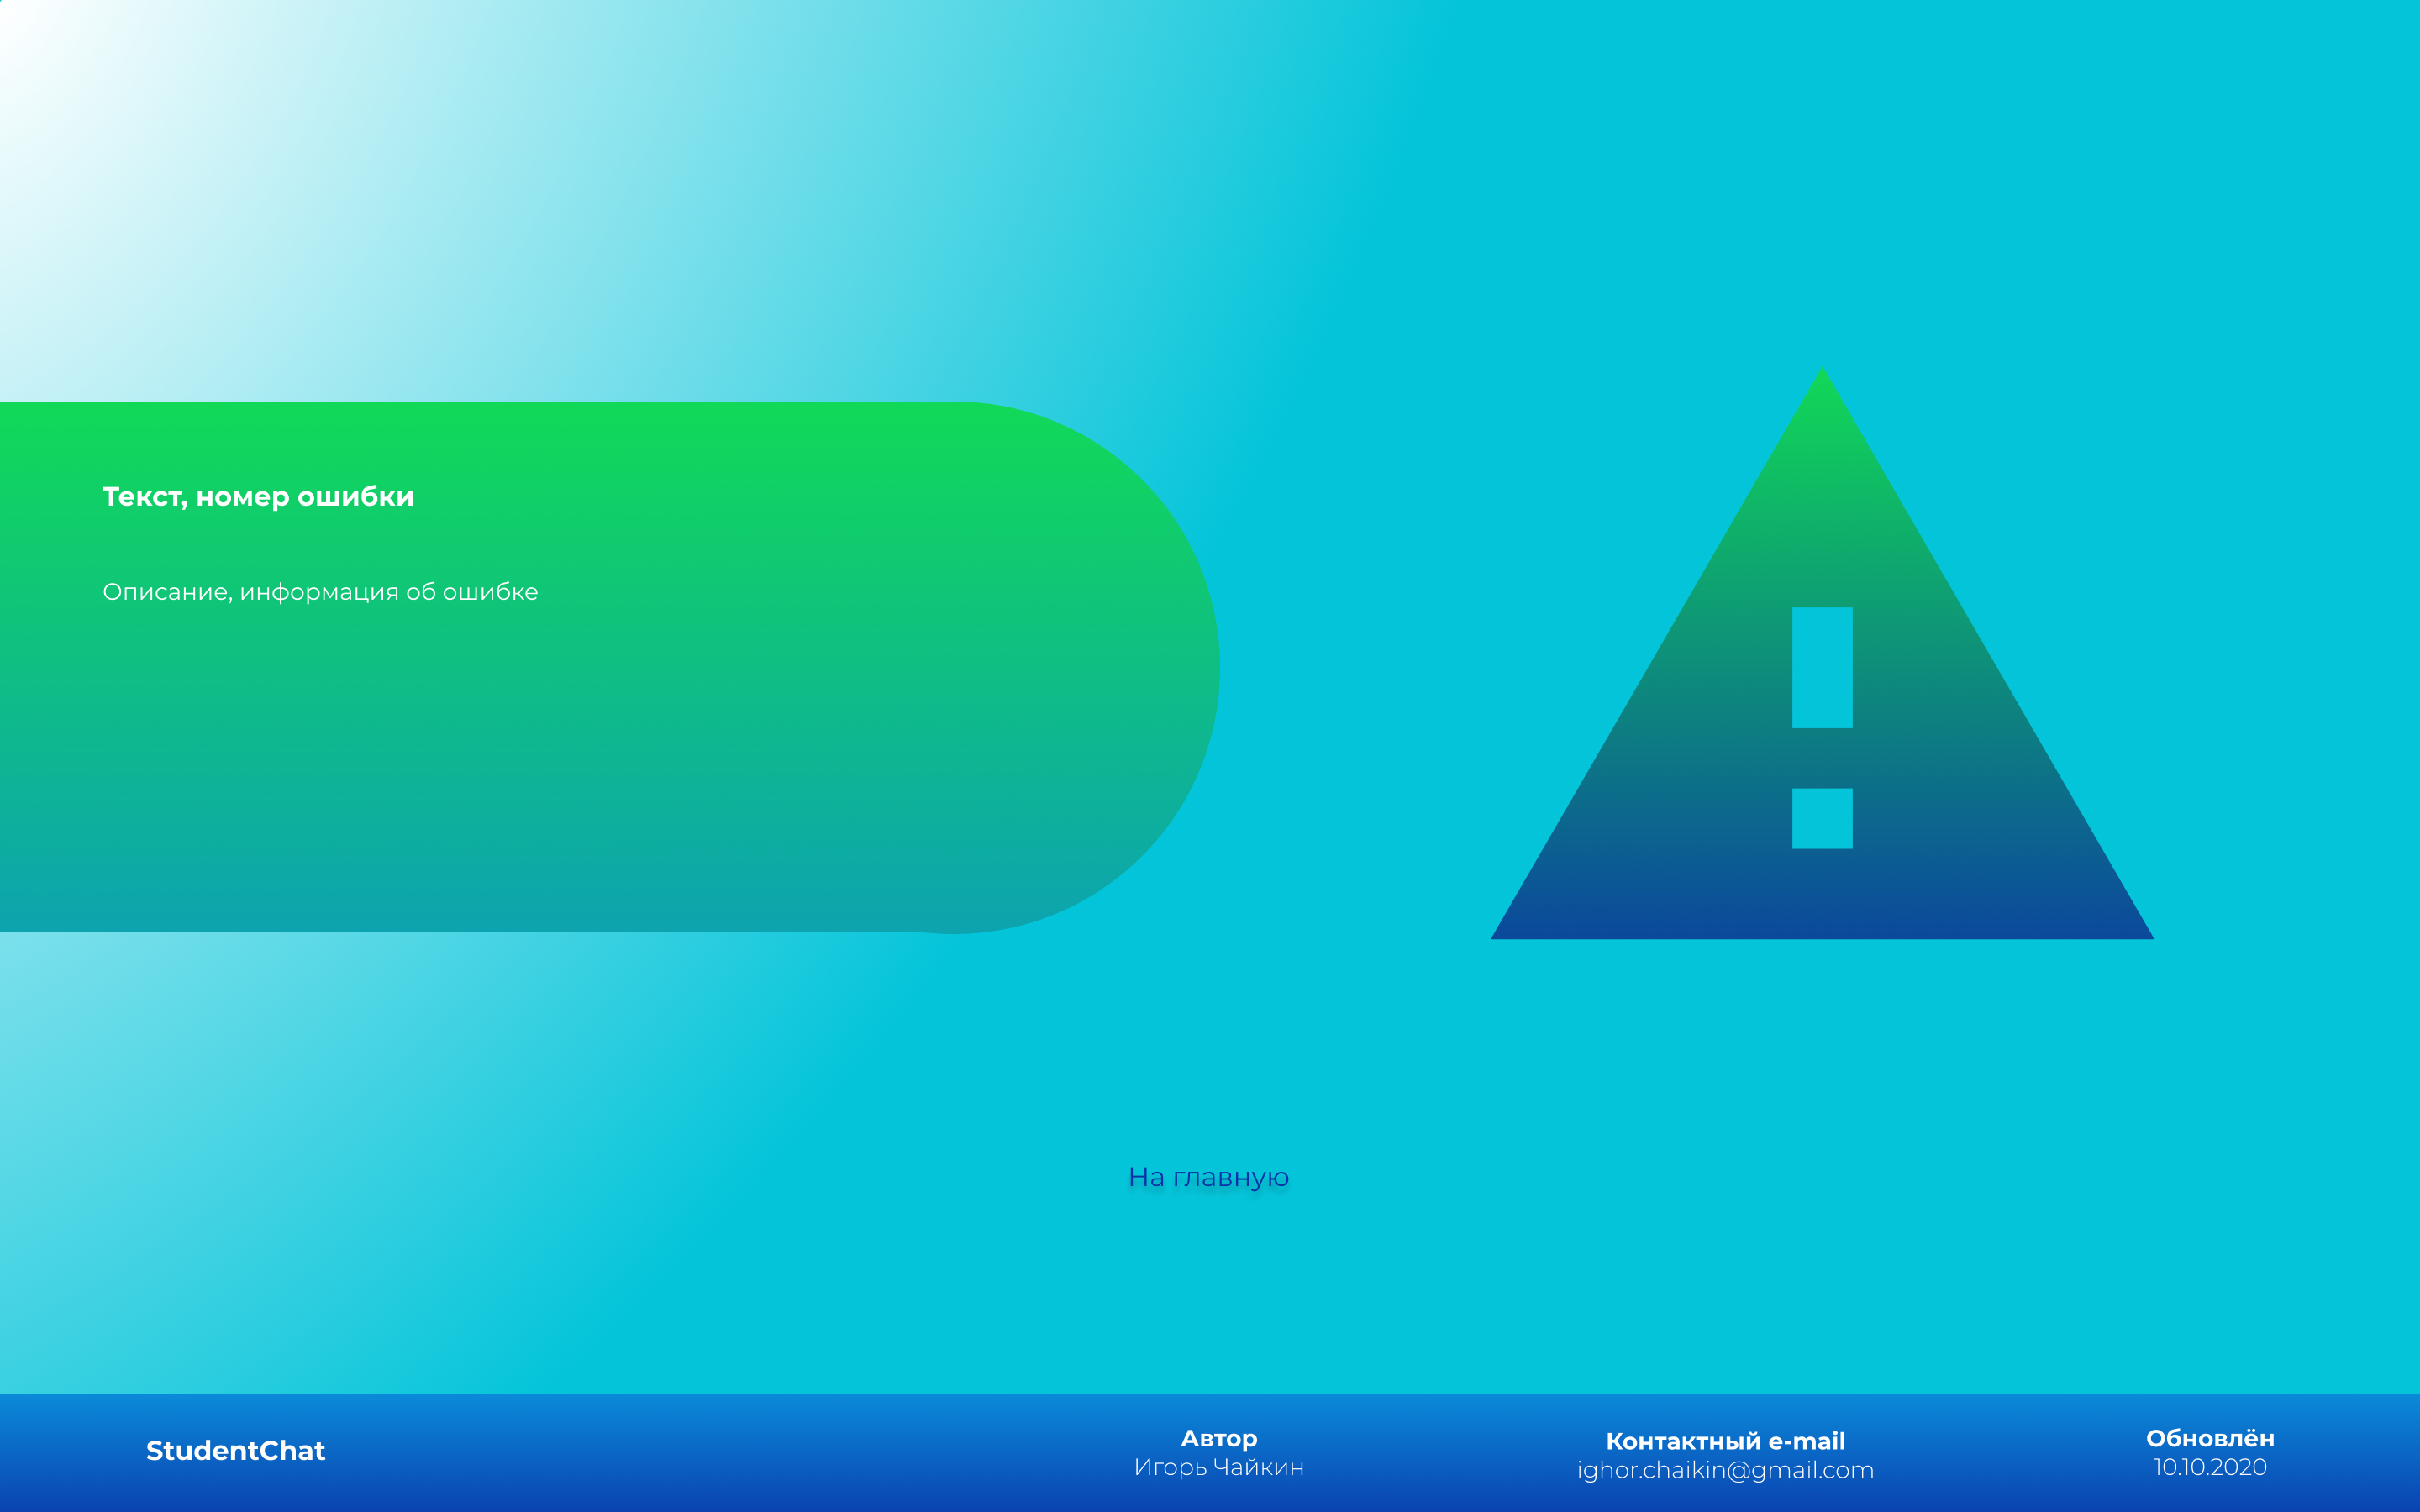 Текст, номер ошибки
Описание, информация об ошибке
На главную
StudentChat
Автор
Игорь Чайкин
Контактный e-mail
ighor.chaikin@gmail.com
Обновлён
10.10.2020